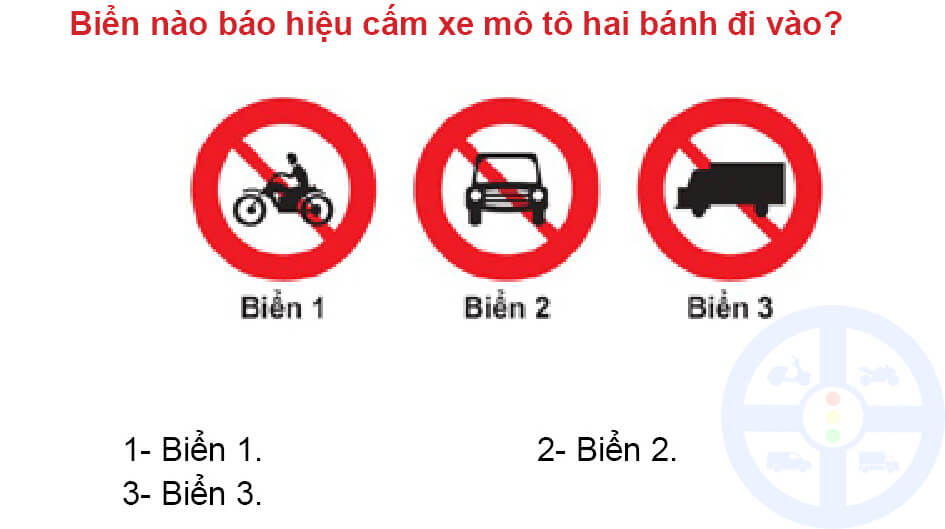 Biển nào báo hiệu cấm xe mô tô hai bánh đi vào?
Biển 1 Biển 2 Biển 3
1- Biển 1. 2- Biển 2.
3- Biển 3.